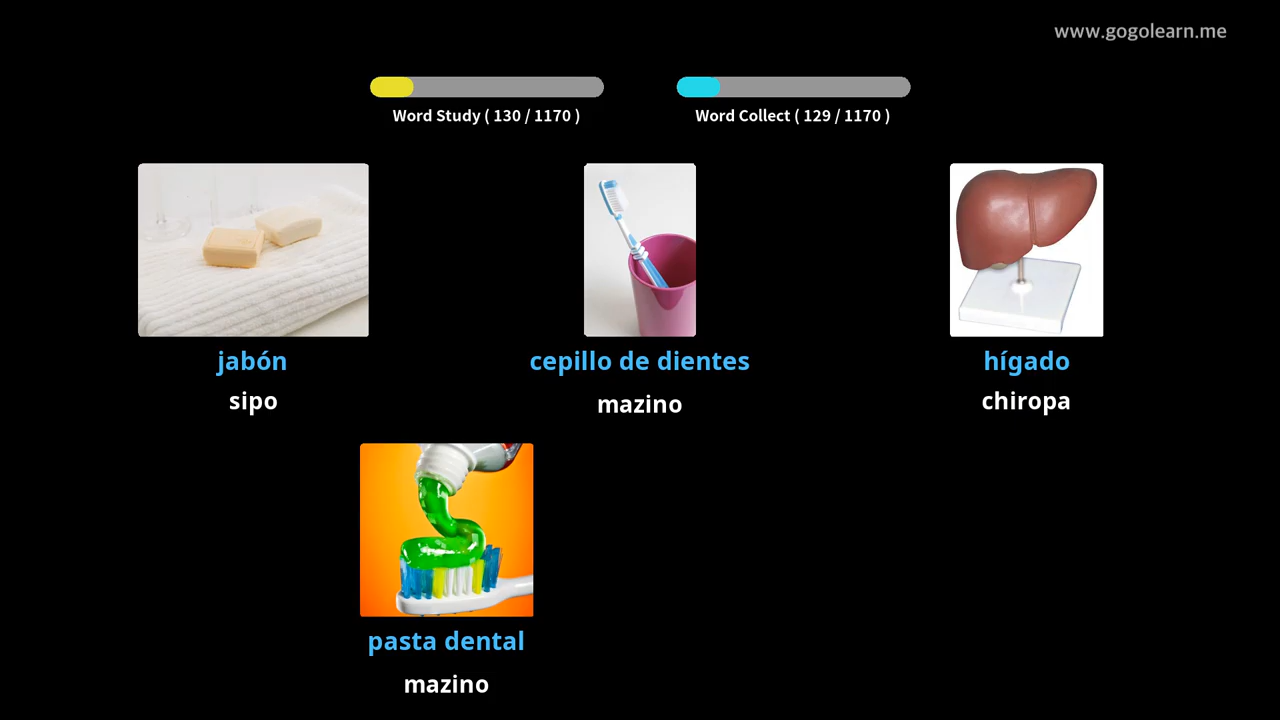 www.gogolearn.me
Word Study ( 130 / 1170 )
Word Collect ( 129 / 1170 )
jabón
sipo
cepillo de dientes
mazino
hígado
chiropa
pasta dental
mazino